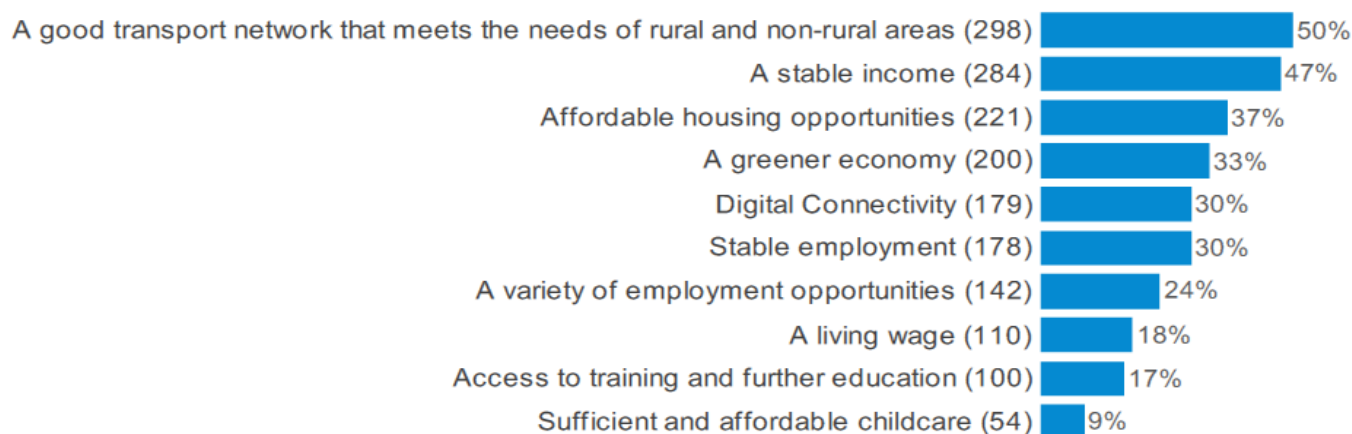 A good transport network that meets the needs of rural and non-rural areas (298) 50%
A stable income (284) 47%
Affordable housing opportunities (221) 37%
A greener economy (200) 33%
Digital Connectivity (179) 30%
Stable employment (178) 30%
A variety of employment opportunities (142) 24%
A living wage (110) 18%
Access to training and further education (100) 17%
Sufficient and affordable childcare (54) 9%